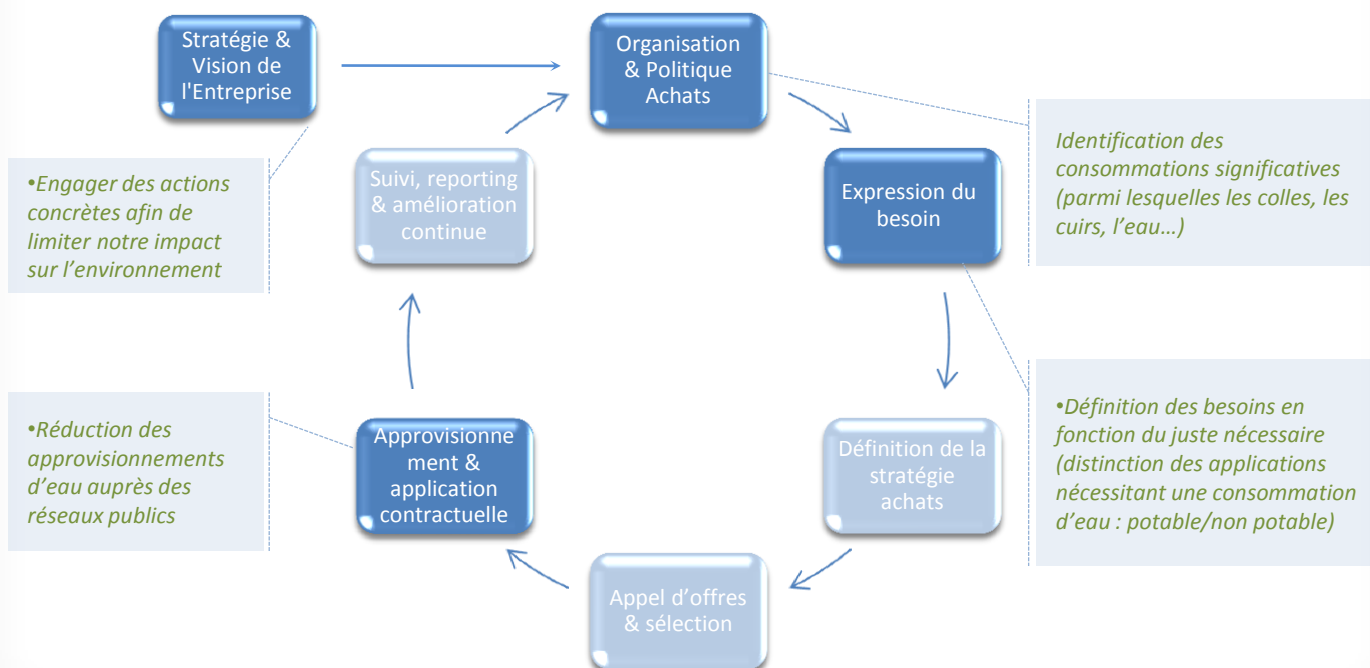 Stratégie &
Vision de
l'Entreprise
Organisation
& Politique
Achats
Identification des
consommations significatives
(parmi lesquelles les colles, les
cuirs, l’eau…)
Suivi, reporting
& amélioration
continue
Expression du
besoin
•Engager des actions
concrètes afin de
limiter notre impact
sur l’environnement
•Réduction des
approvisionnements
d’eau auprès des
réseaux publics
Approvisionne
ment &
application
contractuelle
Définition de la
stratégie
achats
•Définition des besoins en
fonction du juste nécessaire
(distinction des applications
nécessitant une consommation
d’eau : potable/non potable)
Appel d’offres
& sélection